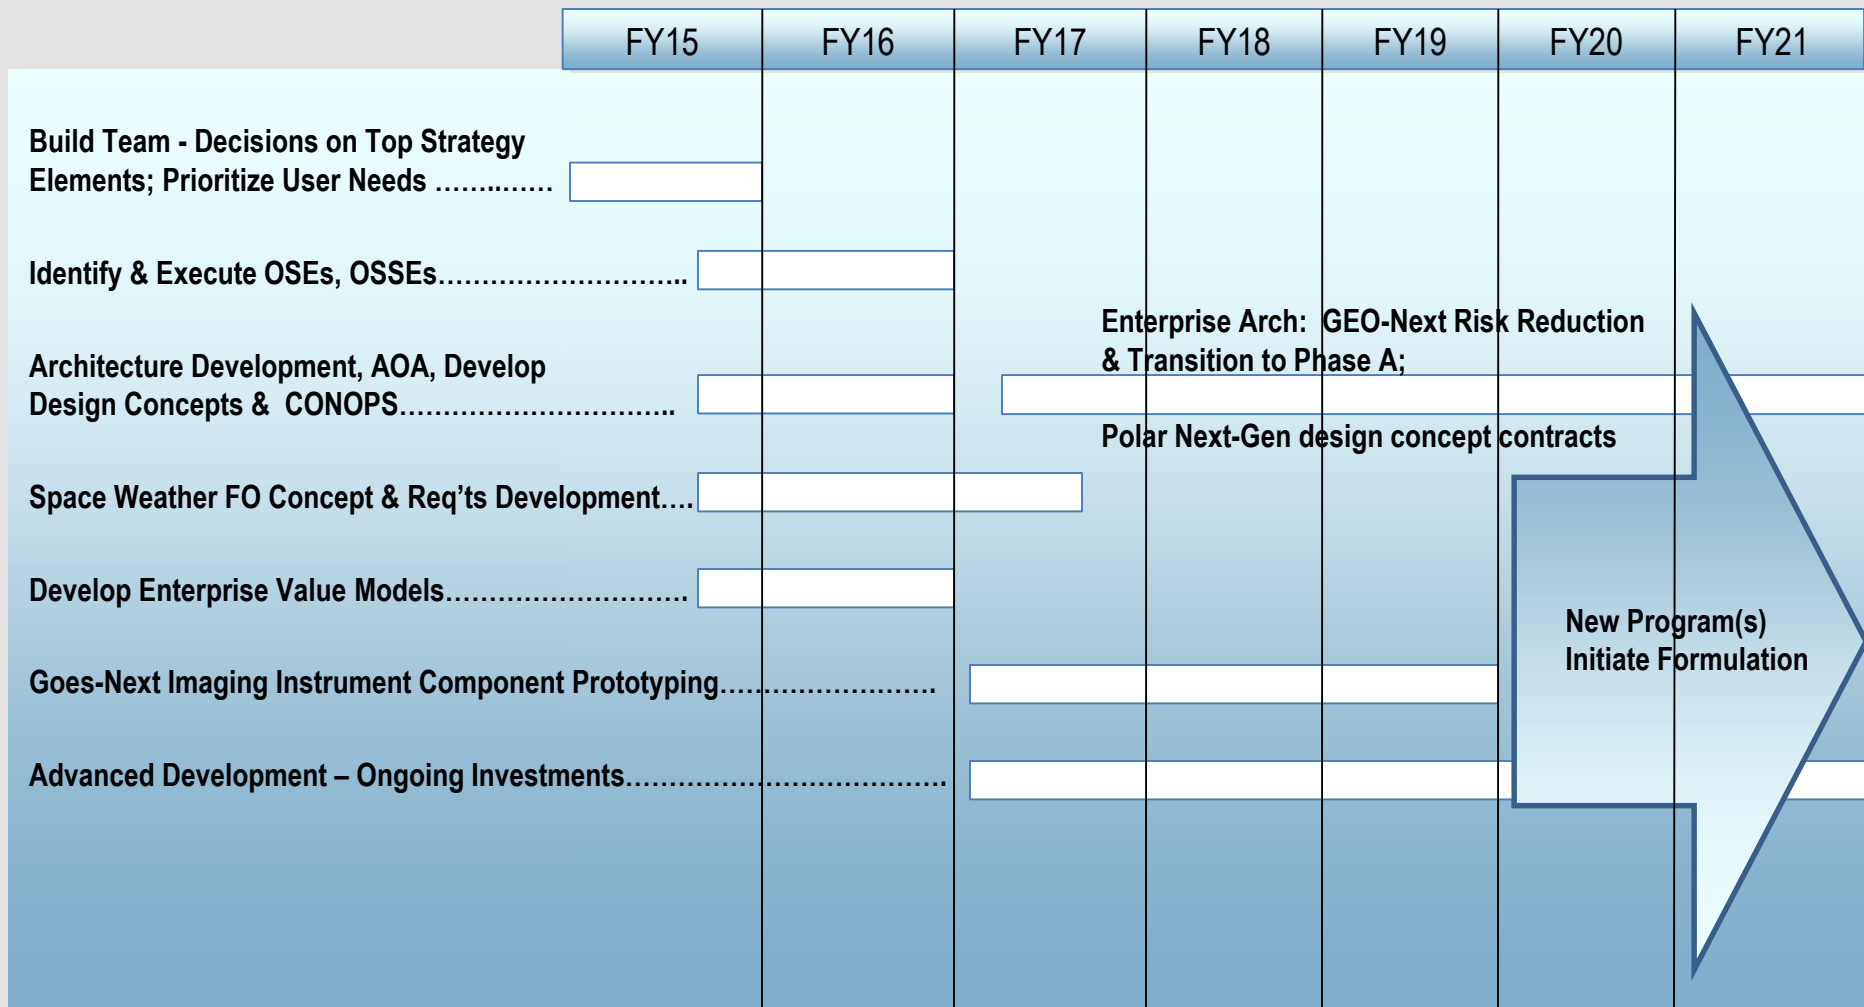 FY15 FY16 FY17 FY18 FY19 FY20 FY21
Build Team - Decisions on Top Strategy
Elements; Prioritize User Needs ……..……
Identify & Execute OSEs, OSSEs………………………..
Enterprise Arch:  GEO-Next Risk Reduction
& Transition to Phase A;
Architecture Development, AOA, Develop
Design Concepts &  CONOPS…………………………..
Polar Next-Gen design concept contracts
Space Weather FO Concept & Req'ts Development….
Develop Enterprise Value Models……………………….
New Program(s)
Initiate Formulation
Goes-Next Imaging Instrument Component Prototyping…………………….
Advanced Development – Ongoing Investments……………………………….